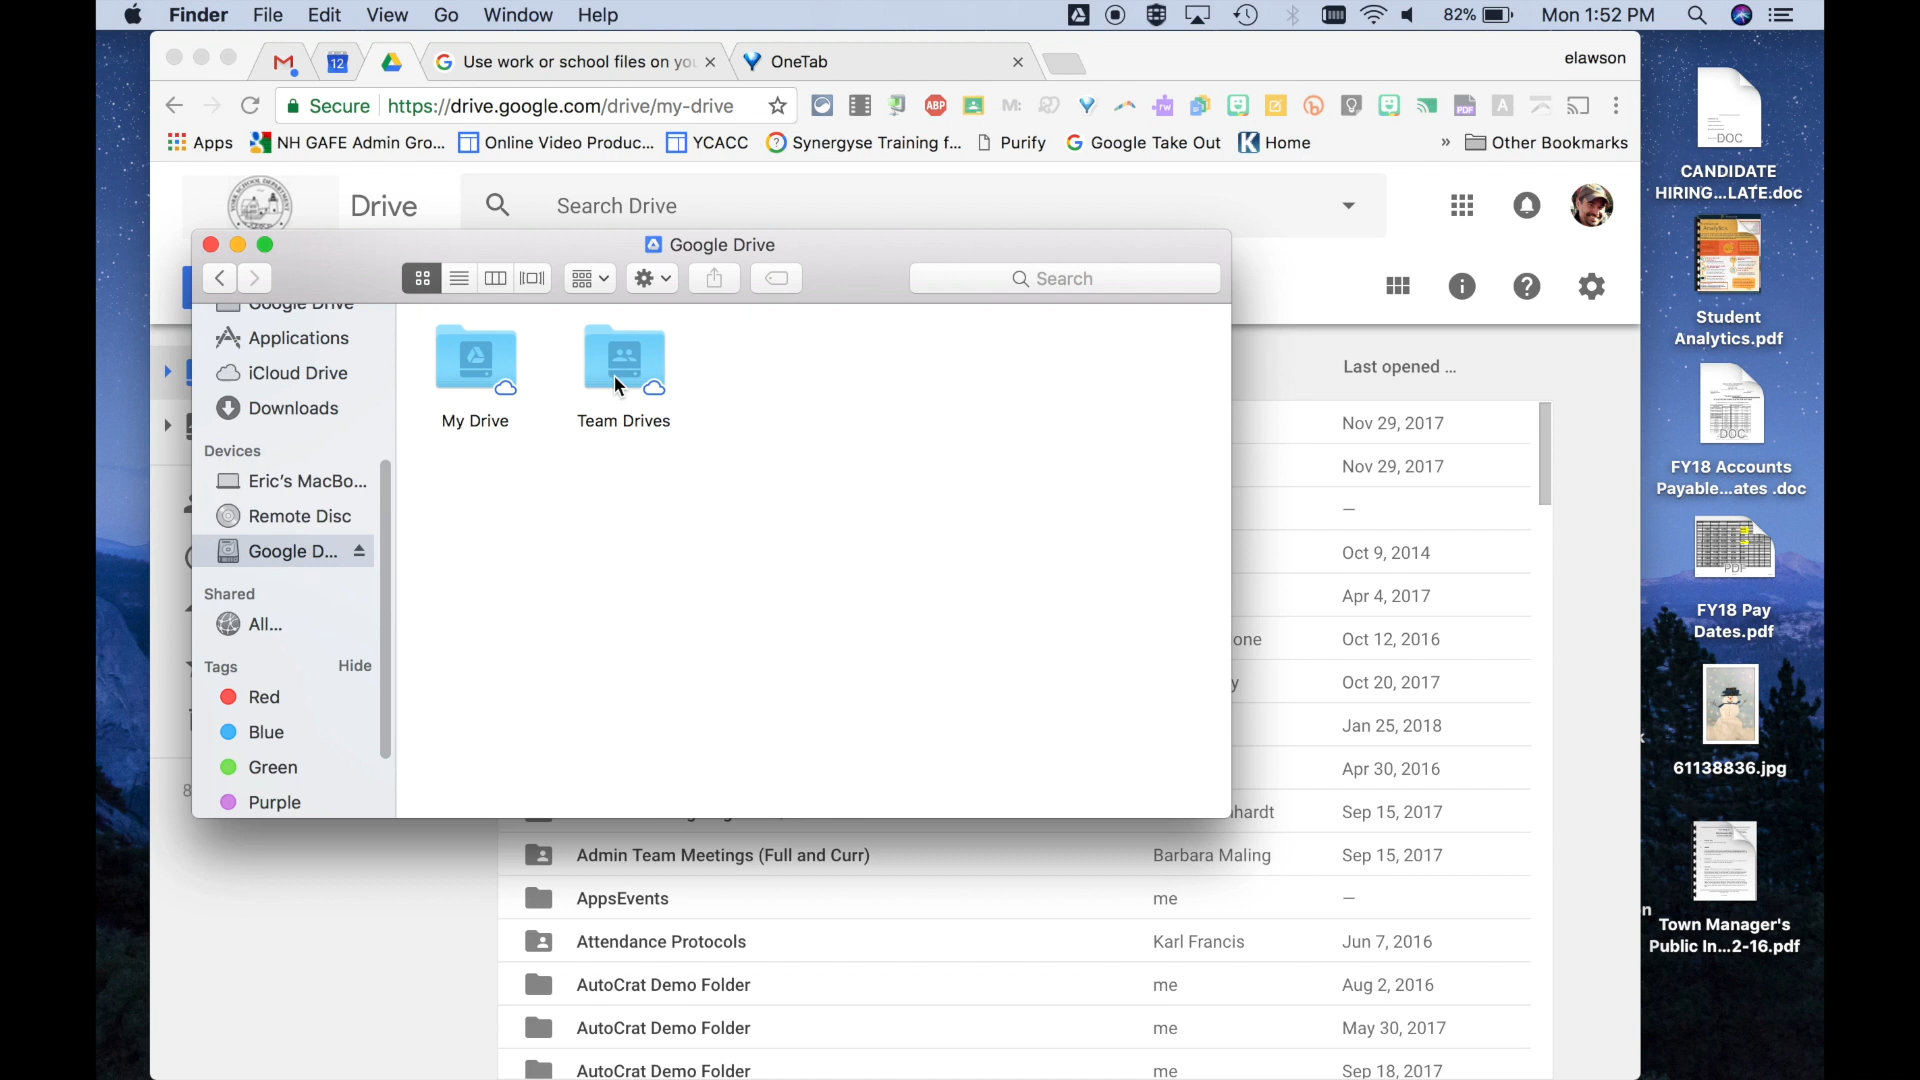 Finder File Edit View Go Window Help 82% Mon 1:52 PM
12 Use work or school files on yo OneTab elawson
Secure https://drive.google.com/drive/my-drive ABP M: rw PDF A
Apps NH GAFE Admin Gro... Online Video Produc... YCACC Synergyse Training f... Purify Google Take Out Home » Other Bookmarks
Drive Search Drive
Google Drive
Search
Google Drive
Applications
iCloud Drive
Downloads
Devices
Eric's MacBo...
Remote Disc
Google D...
Shared
All...
Tags Hide
Red
Blue
Green
Purple
My Drive Team Drives
Last opened ...
Nov 29, 2017
Nov 29, 2017
—
Oct 9, 2014
Apr 4, 2017
one Oct 12, 2016
y Oct 20, 2017
Jan 25, 2018
Apr 30, 2016
hardt Sep 15, 2017
Admin Team Meetings (Full and Curr) Barbara Maling Sep 15, 2017
AppsEvents me —
Attendance Protocols Karl Francis Jun 7, 2016
AutoCrat Demo Folder me Aug 2, 2016
AutoCrat Demo Folder me May 30, 2017
AutoCrat Demo Folder me Sep 18, 2017
DOC
CANDIDATE
HIRING...LATE.doc
Student
Analytics.pdf
DOC
FY18 Accounts
Payable...ates .doc
PDF
FY18 Pay
Dates.pdf
61138836.jpg
Town Manager's
Public In...2-16.pdf